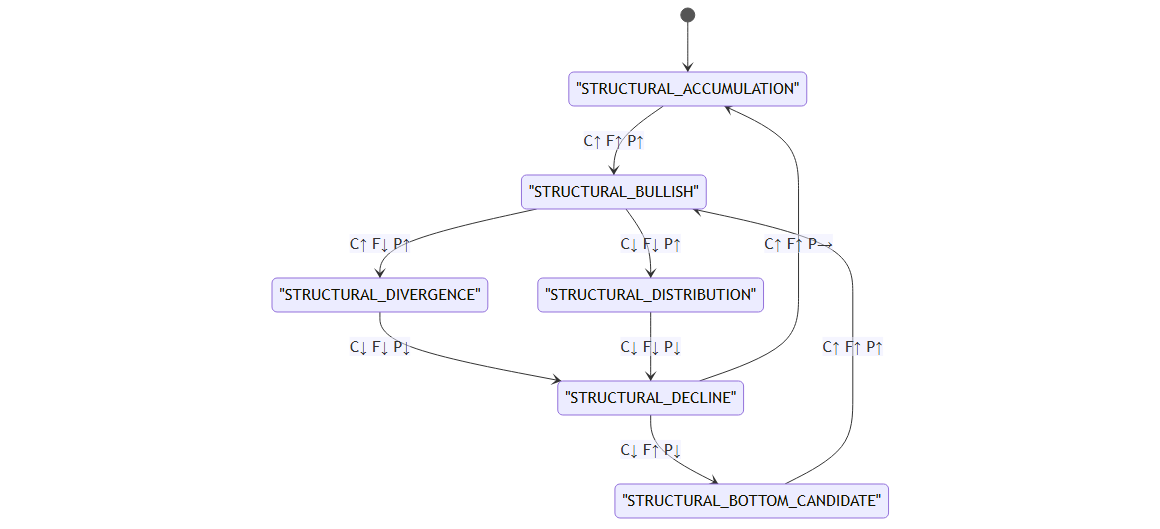 "STRUCTURAL_ACCUMULATION"
C↑ F↑ P↑
"STRUCTURAL_BULLISH"
C↑ F↓ P↑
C↓ F↓ P↑
C↑ F↑ P→
"STRUCTURAL_DIVERGENCE"
"STRUCTURAL_DISTRIBUTION"
C↓ F↓ P↓
C↓ F↓ P↓
C↑ F↑ P↑
"STRUCTURAL_DECLINE"
C↓ F↑ P↓
"STRUCTURAL_BOTTOM_CANDIDATE"